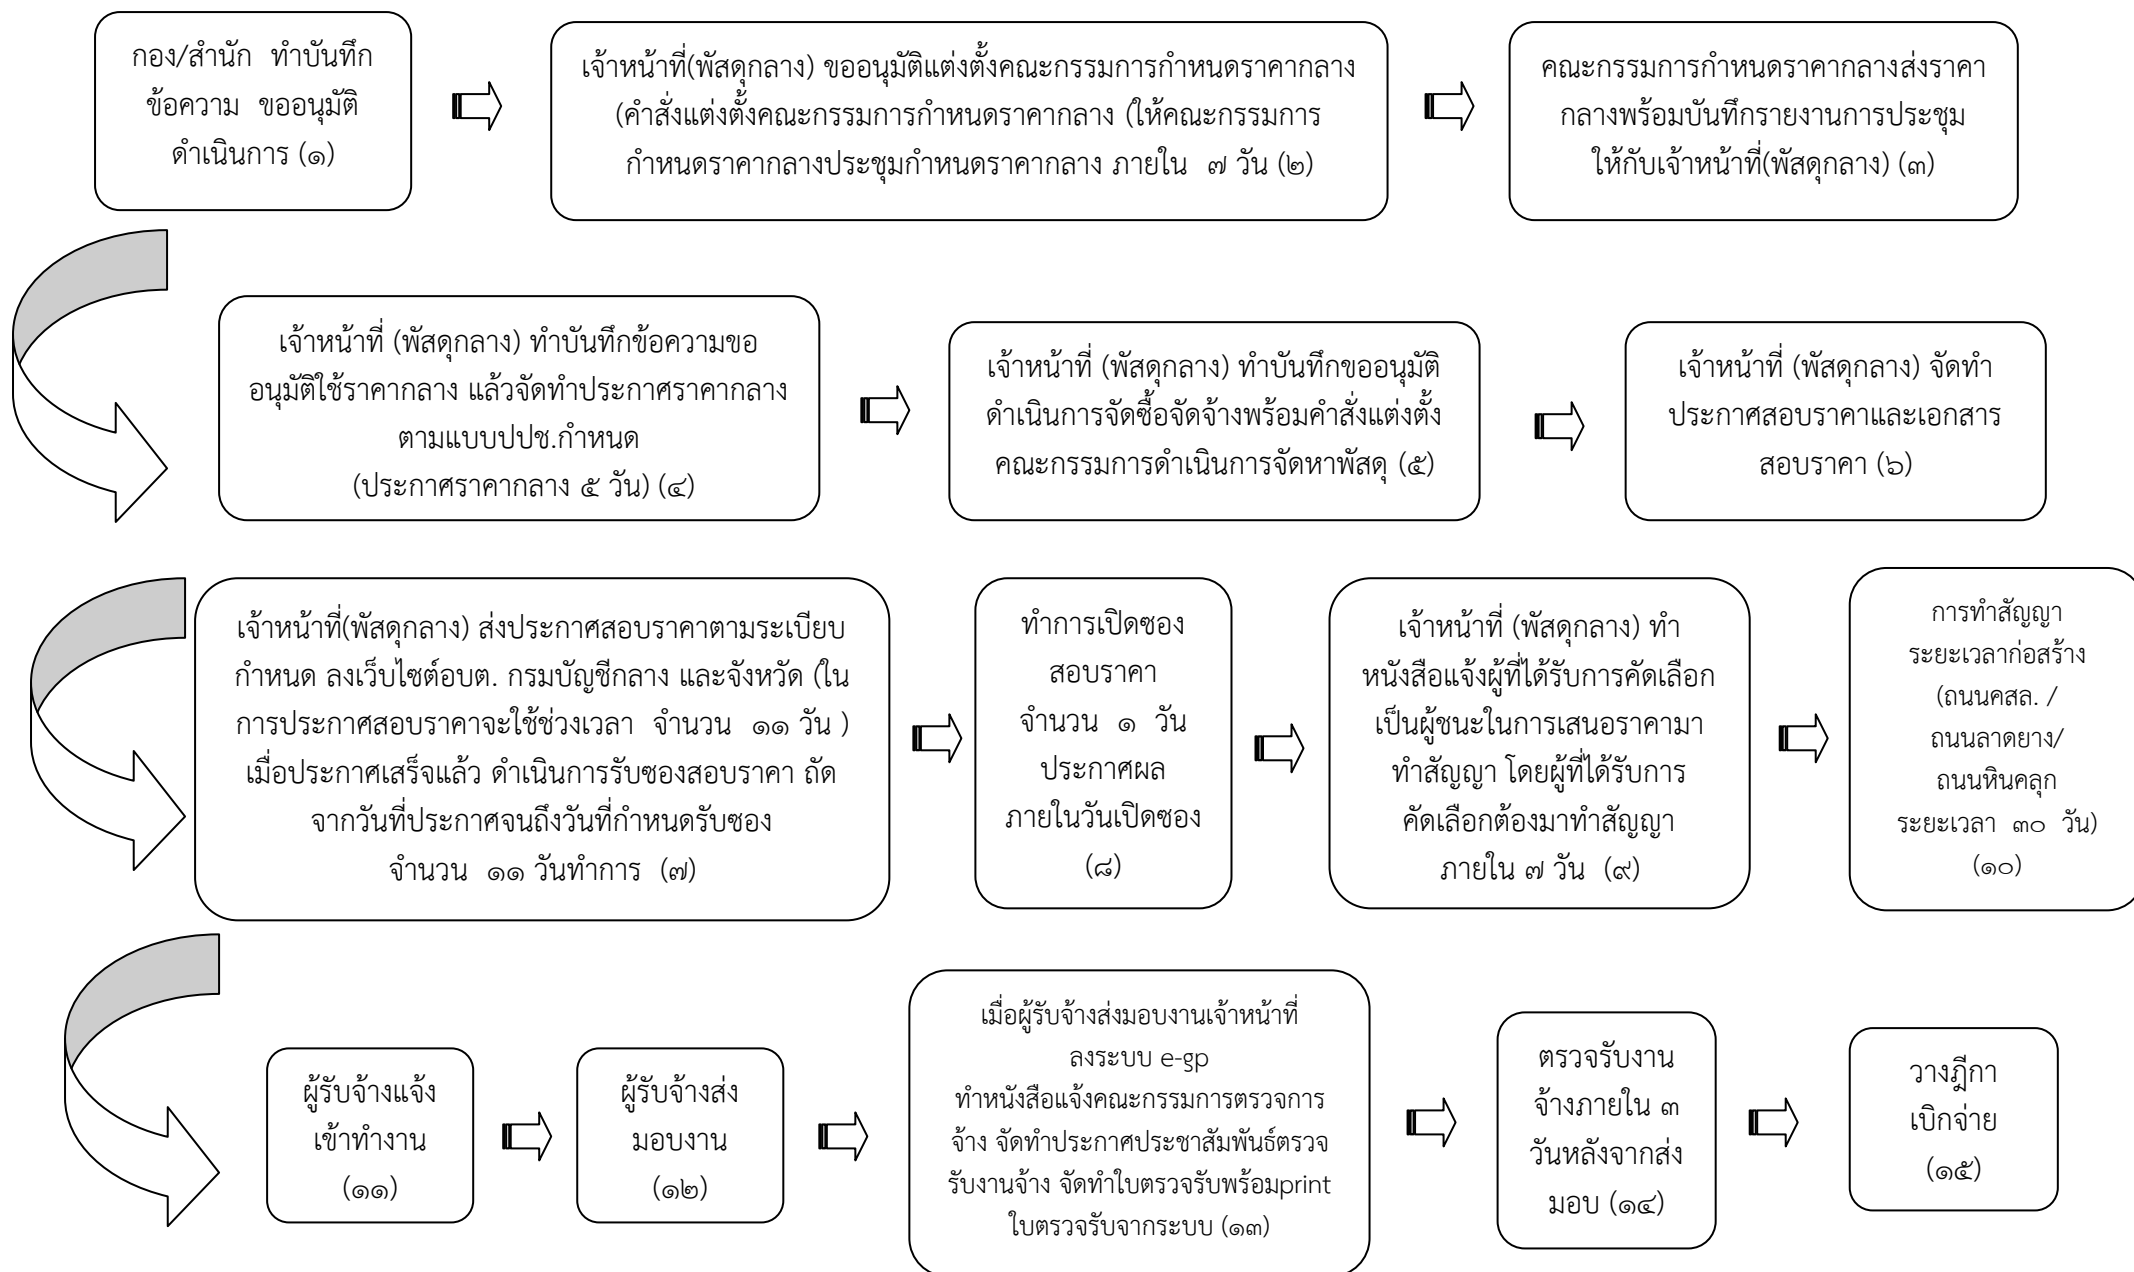 กอง/สำนัก ทำบันทึก
ข้อความ ขออนุมัติ
ดำเนินการ (๑)
เจ้าหน้าที่(พัสดุกลาง) ขออนุมัติแต่งตั้งคณะกรรมการกำหนดราคากลาง
(คำสั่งแต่งตั้งคณะกรรมการกำหนดราคากลาง (ให้คณะกรรมการ
กำหนดราคากลางประชุมกำหนดราคากลาง ภายใน ๗ วัน (๒)
คณะกรรมการกำหนดราคากลางส่งราคา
กลางพร้อมบันทึกรายงานการประชุม
ให้กับเจ้าหน้าที่(พัสดุกลาง) (๓)
เจ้าหน้าที่ (พัสดุกลาง) ทำบันทึกข้อความขอ
อนุมัติใช้ราคากลาง แล้วจัดทำประกาศราคากลาง
ตามแบบปปช.กำหนด
(ประกาศราคากลาง ๕ วัน) (๔)
เจ้าหน้าที่ (พัสดุกลาง) ทำบันทึกขออนุมัติ
ดำเนินการจัดซื้อจัดจ้างพร้อมคำสั่งแต่งตั้ง
คณะกรรมการดำเนินการจัดหาพัสดุ (๕)
เจ้าหน้าที่ (พัสดุกลาง) จัดทำ
ประกาศสอบราคาและเอกสาร
สอบราคา (๖)
เจ้าหน้าที่(พัสดุกลาง) ส่งประกาศสอบราคาตามระเบียบ
กำหนด ลงเว็บไซต์อบต. กรมบัญชีกลาง และจังหวัด (ใน
การประกาศสอบราคาจะใช้ช่วงเวลา จำนวน ๑๑ วัน )
เมื่อประกาศเสร็จแล้ว ดำเนินการรับซองสอบราคา ถัด
จากวันที่ประกาศจนถึงวันที่กำหนดรับซอง
จำนวน ๑๑ วันทำการ (๗)
ทำการเปิดซอง
สอบราคา
จำนวน ๑ วัน
ประกาศผล
ภายในวันเปิดซอง
(๘)
เจ้าหน้าที่ (พัสดุกลาง) ทำ
หนังสือแจ้งผู้ที่ได้รับการคัดเลือก
เป็นผู้ชนะในการเสนอราคามา
ทำสัญญา โดยผู้ที่ได้รับการ
คัดเลือกต้องมาทำสัญญา
ภายใน ๗ วัน (๙)
การทำสัญญา
ระยะเวลาก่อสร้าง
(ถนนคสล. /
ถนนลาดยาง/
ถนนหินคลุก
ระยะเวลา ๓๐ วัน)
(๑๐)
ผู้รับจ้างแจ้ง
เข้าทำงาน
(๑๑)
ผู้รับจ้างส่ง
มอบงาน
(๑๒)
เมื่อผู้รับจ้างส่งมอบงานเจ้าหน้าที่
ลงระบบ e-gp
ทำหนังสือแจ้งคณะกรรมการตรวจการ
จ้าง จัดทำประกาศประชาสัมพันธ์ตรวจ
รับงานจ้าง จัดทำใบตรวจรับพร้อมprint
ใบตรวจรับจากระบบ (๑๓)
ตรวจรับงาน
จ้างภายใน ๓
วันหลังจากส่ง
มอบ (๑๔)
วางฎีกา
เบิกจ่าย
(๑๕)